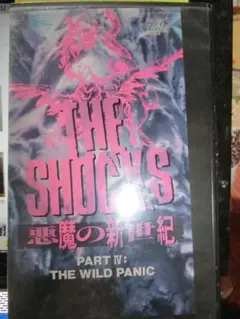 THE
SHOCKS
悪魔の新世紀
PART IV:
THE WILD PANIC